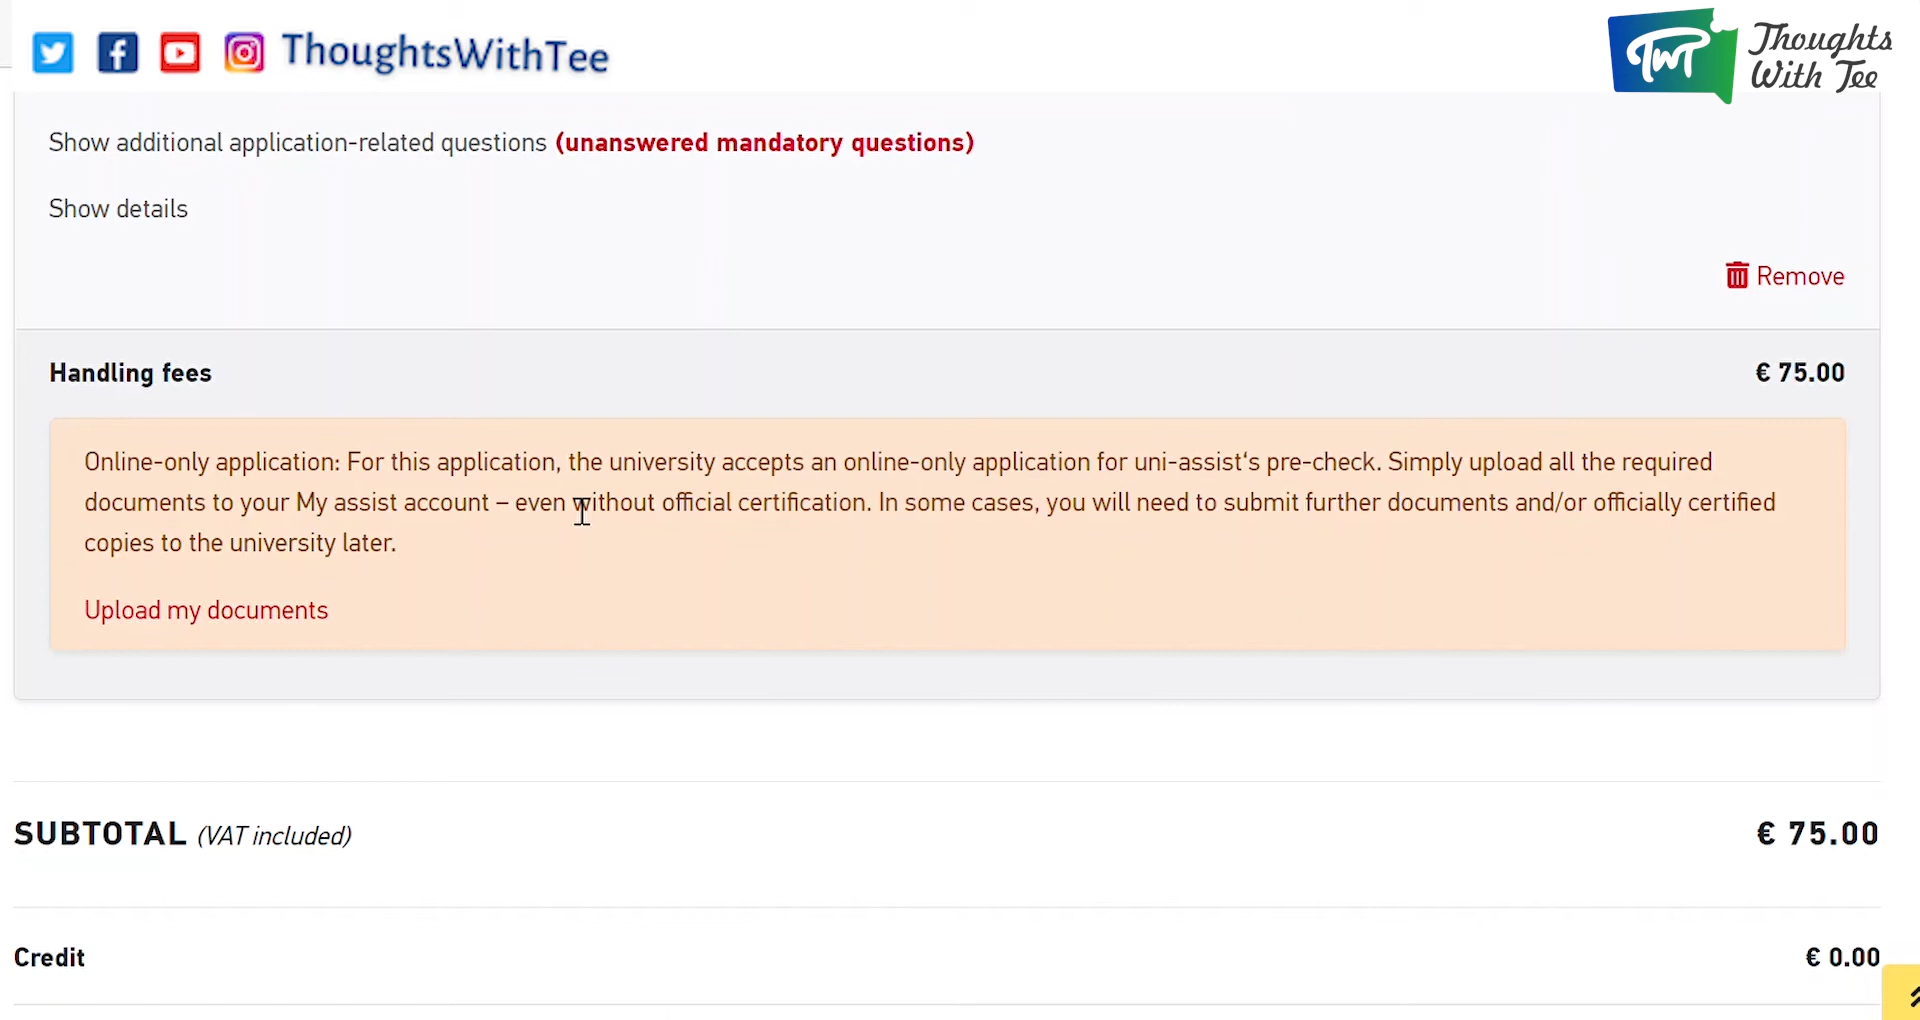 ThoughtsWithTee
TWT
Thoughts
With Tee
Show additional application-related questions (unanswered mandatory questions)
Show details
Remove
Handling fees
€ 75.00
Online-only application: For this application, the university accepts an online-only application for uni-assist‘s pre-check. Simply upload all the required
documents to your My assist account – even without official certification. In some cases, you will need to submit further documents and/or officially certified
copies to the university later.
Upload my documents
SUBTOTAL (VAT included)
€ 75.00
Credit
€ 0.00